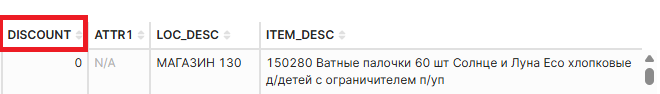 DISCOUNT ATTR1 LOC_DESC ITEM_DESC
0 N/A МАГАЗИН 130 150280 Ватные палочки 60 шт Солнце и Луна Eco хлопковые
д/детей с ограничителем п/уп